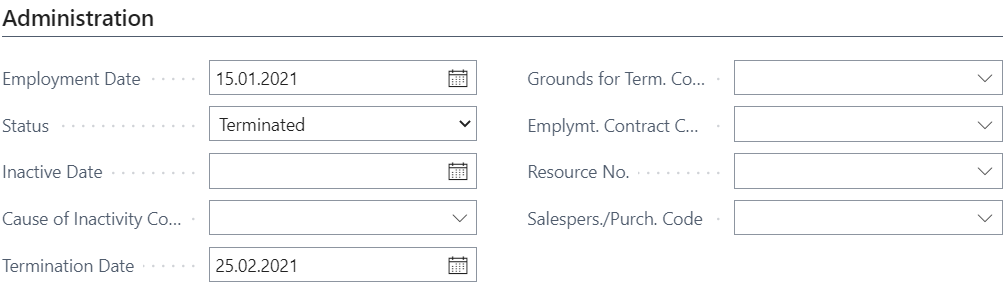 Administration
Employment Date 15.01.2021
Status Terminated
Inactive Date
Cause of Inactivity Co...
Termination Date 25.02.2021
Grounds for Term. Co...
Emplymt. Contract C...
Resource No.
Salespers./Purch. Code